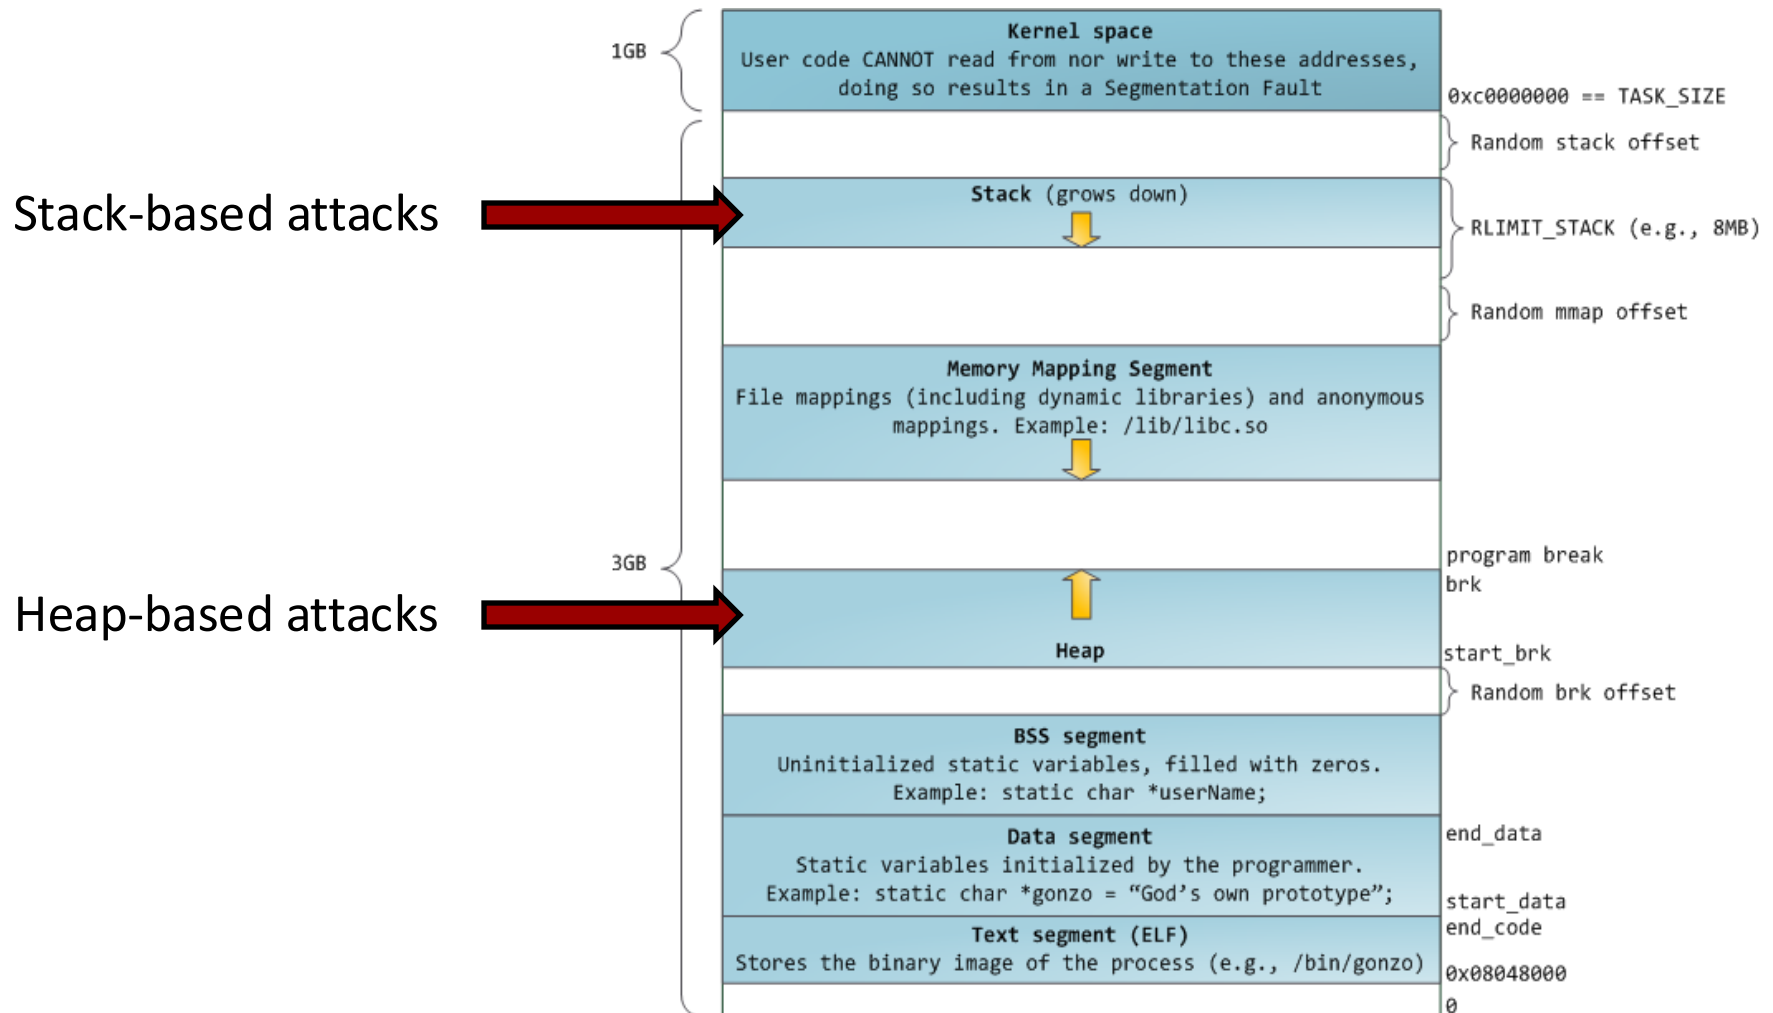 1GB
Kernel space
User code CANNOT read from nor write to these addresses,
doing so results in a Segmentation Fault
0xc0000000 == TASK_SIZE
Random stack offset
Stack-based attacks
Stack (grows down)
RLIMIT_STACK (e.g., 8MB)
Random mmap offset
Memory Mapping Segment
File mappings (including dynamic libraries) and anonymous
mappings. Example: /lib/libc.so
3GB
program break
brk
Heap-based attacks
Heap
start_brk
Random brk offset
BSS segment
Uninitialized static variables, filled with zeros.
Example: static char *userName;
Data segment
end_data
Static variables initialized by the programmer.
Example: static char *gonzo = “God’s own prototype”;
start_data
end_code
Text segment (ELF)
Stores the binary image of the process (e.g., /bin/gonzo)
0x08048000
0